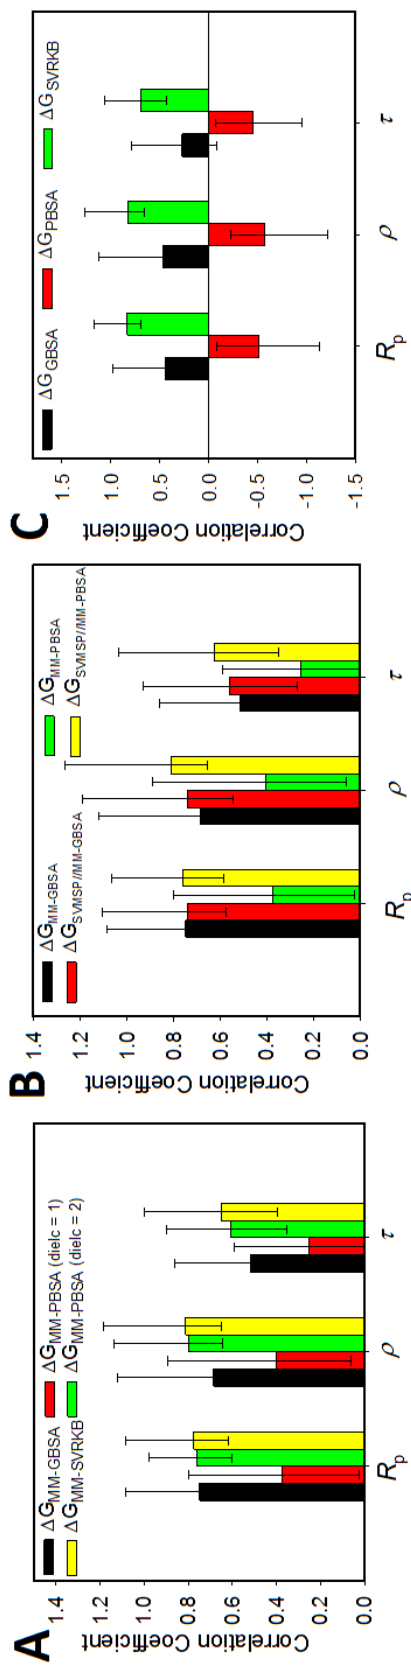 A
ΔG_MM-GBSA ΔG_MM-PBSA (dielc = 1)
ΔG_MM-SVRKB ΔG_MM-PBSA (dielc = 2)
Correlation Coefficient
1.4
1.2
1.0
0.8
0.6
0.4
0.2
0.0
R_p ρ τ
B
ΔG_MM-GBSA ΔG_MM-PBSA
ΔG_SVMSP//MM-GBSA ΔG_SVMSP//MM-PBSA
Correlation Coefficient
1.4
1.2
1.0
0.8
0.6
0.4
0.2
0.0
R_p ρ τ
C
ΔG_GBSA ΔG_PBSA ΔG_SVRKB
Correlation Coefficient
1.5
1.0
0.5
0.0
-0.5
-1.0
-1.5
R_p ρ τ